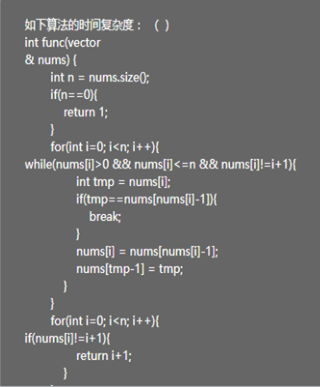 如下算法的时间复杂度： （ ）
int func(vector
& nums) {
int n = nums.size();
if(n==0){
return 1;
}
for(int i=0; i<n; i++){
while(nums[i]>0 && nums[i]<=n && nums[i]!=i+1){
int tmp = nums[i];
if(tmp==nums[nums[i]-1]){
break;
}
nums[i] = nums[nums[i]-1];
nums[tmp-1] = tmp;
}
}
for(int i=0; i<n; i++){
if(nums[i]!=i+1){
return i+1;
}